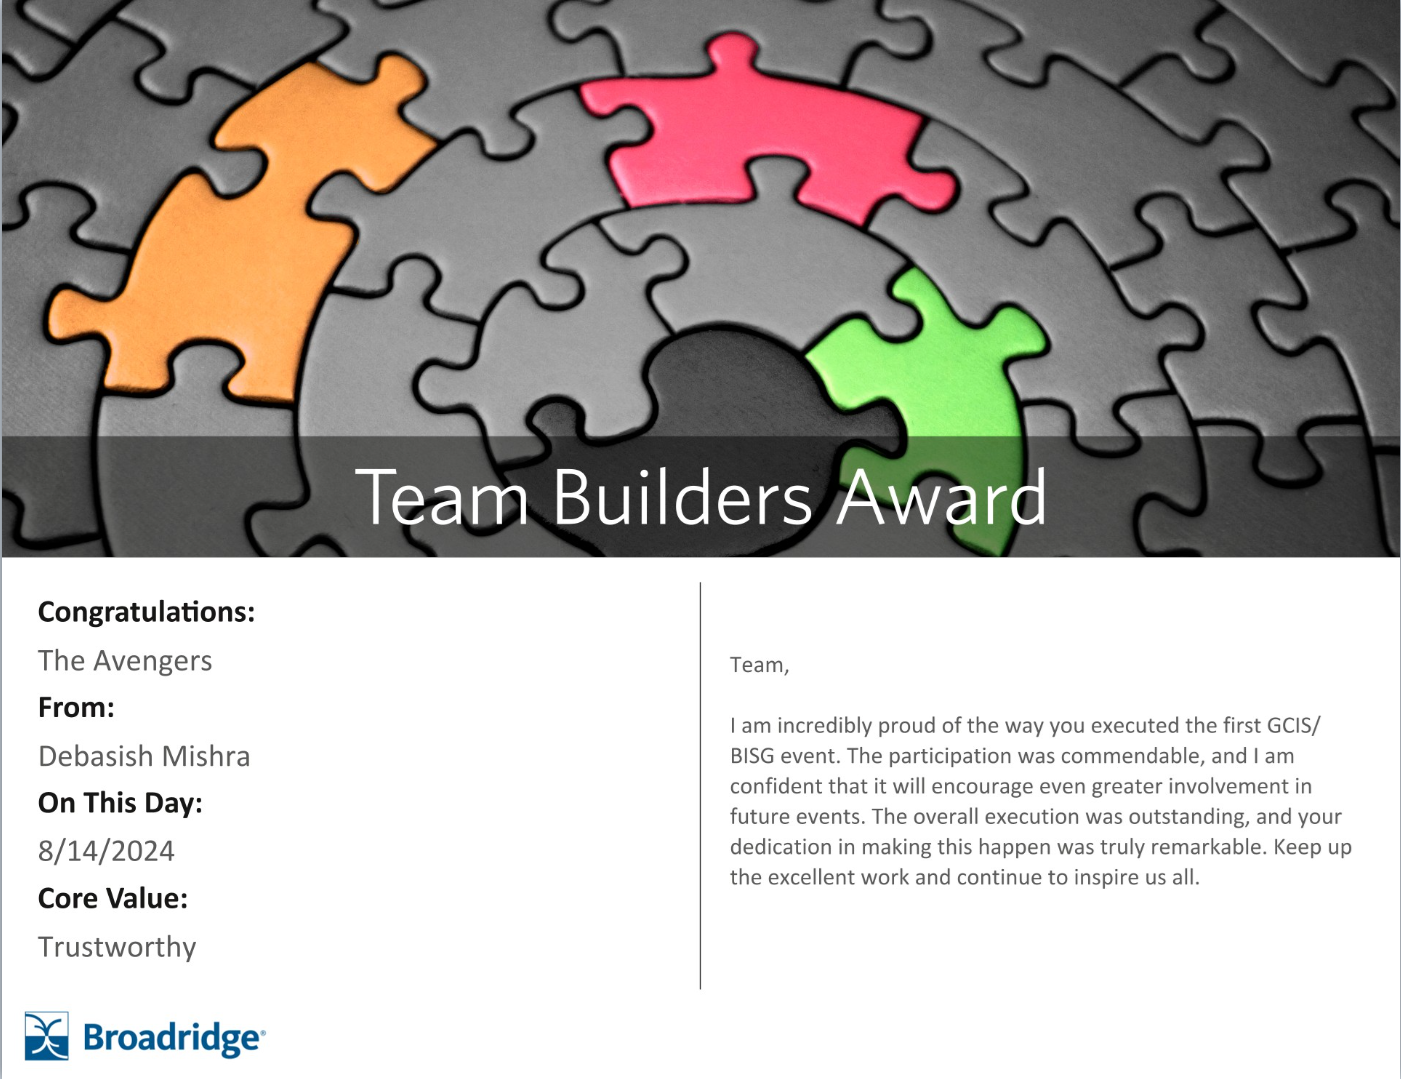 Team Builders Award
Congratulations:
The Avengers
From:
Debasish Mishra
On This Day:
8/14/2024
Core Value:
Trustworthy
Team,
I am incredibly proud of the way you executed the first GCIS/
BISG event. The participation was commendable, and I am
confident that it will encourage even greater involvement in
future events. The overall execution was outstanding, and your
dedication in making this happen was truly remarkable. Keep up
the excellent work and continue to inspire us all.
Broadridge®